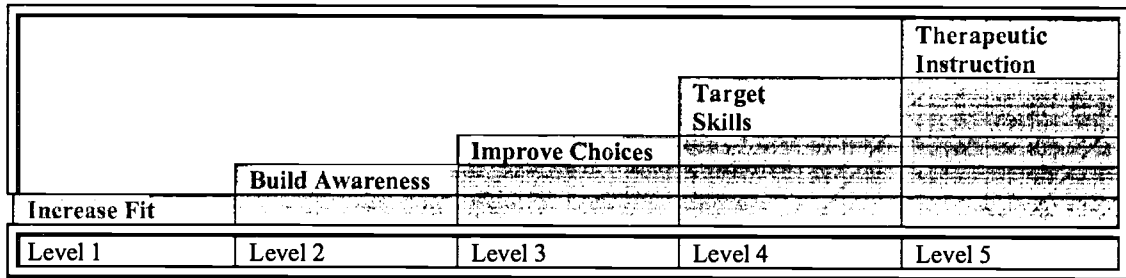 Therapeutic
Instruction
Target
Skills
Improve Choices
Build Awareness
Increase Fit
Level 1 Level 2 Level 3 Level 4 Level 5